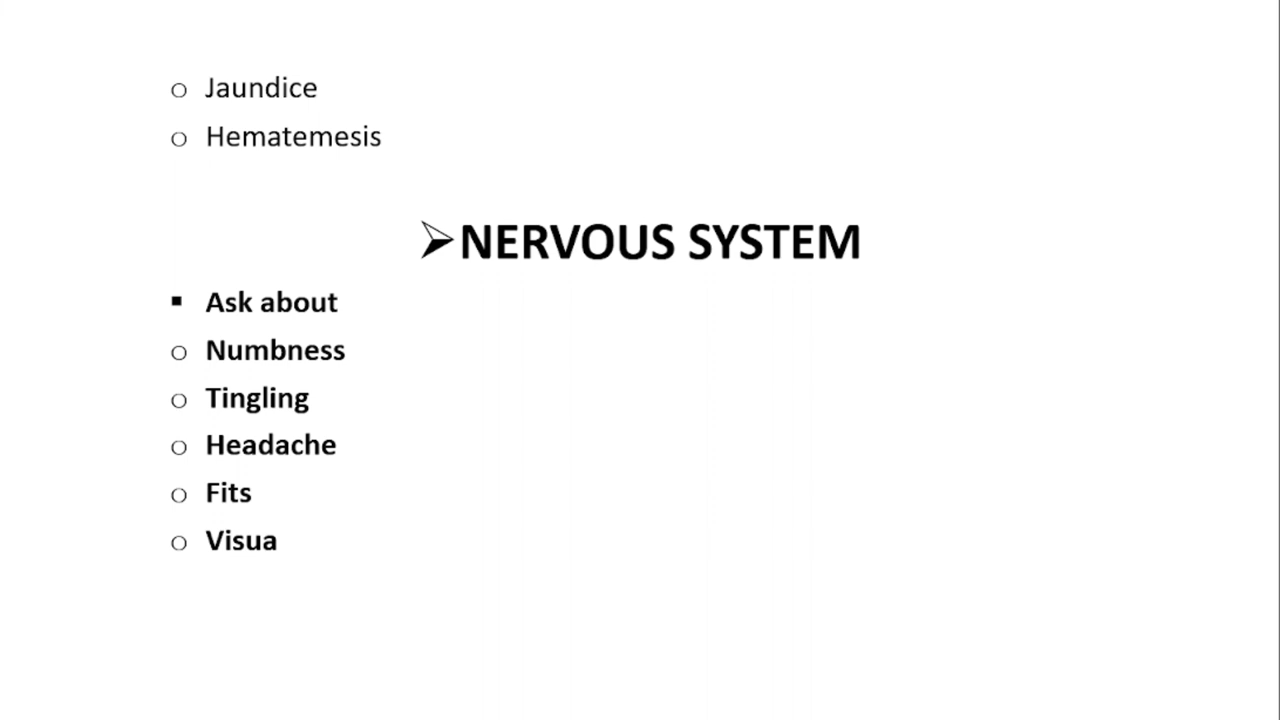 o Jaundice
o Hematemesis
➢NERVOUS SYSTEM
▪ Ask about
o Numbness
o Tingling
o Headache
o Fits
o Visua